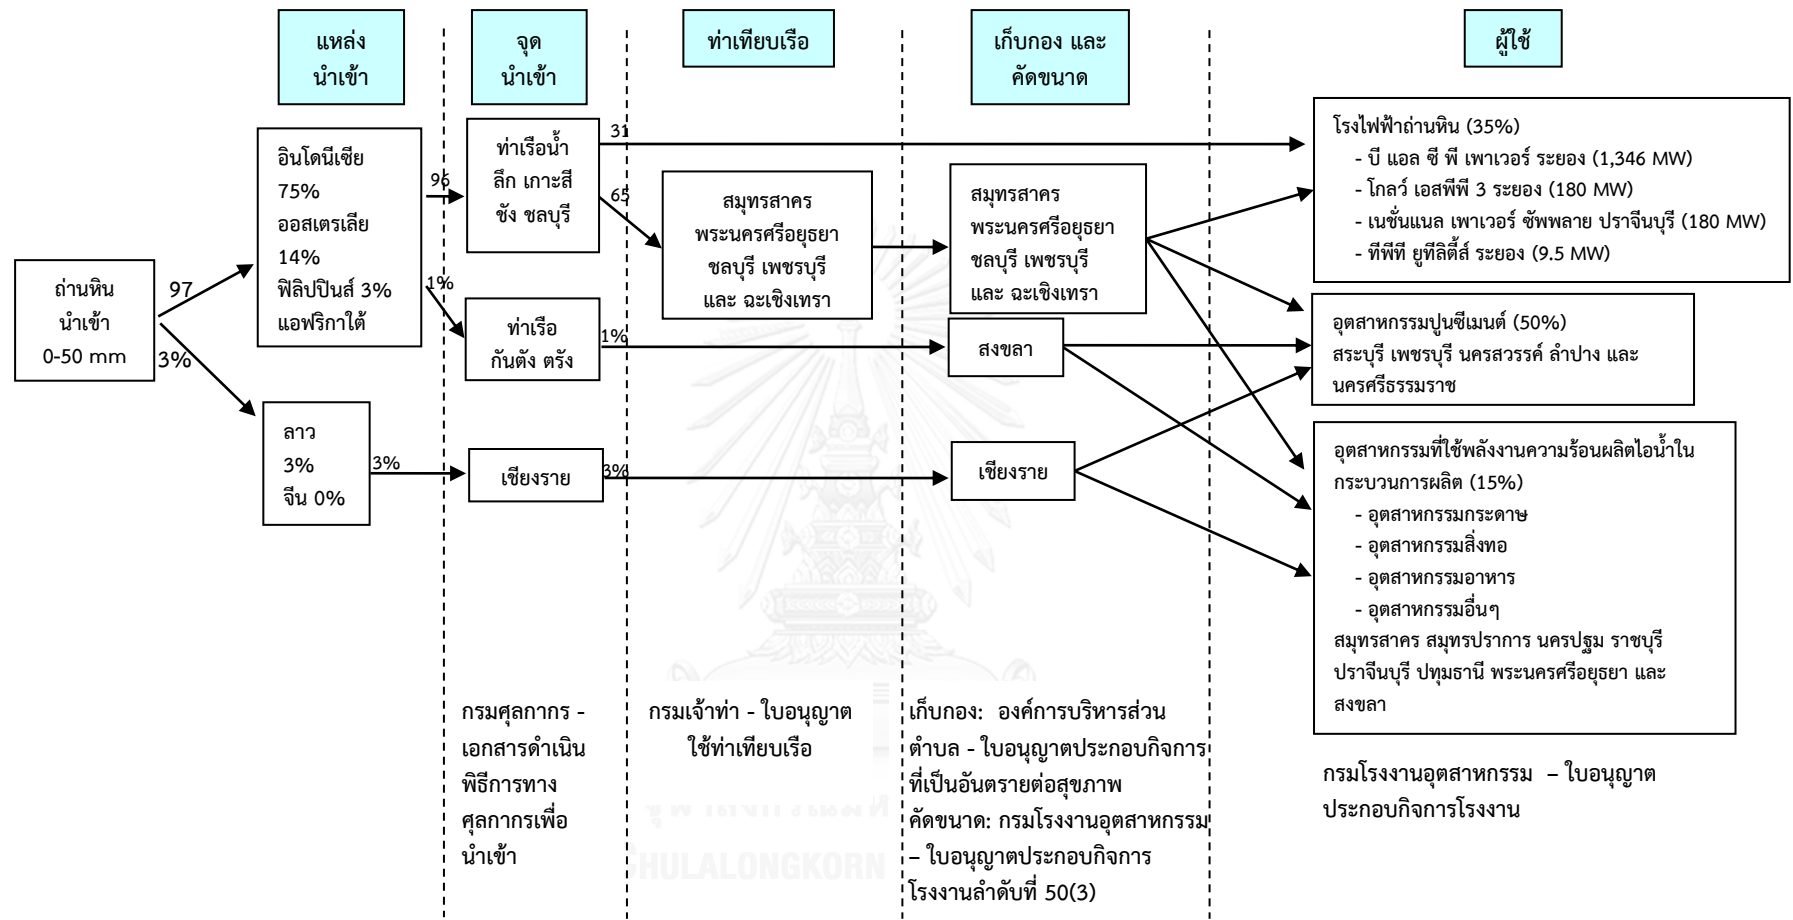 แหล่ง
นำเข้า
จุด
นำเข้า
ท่าเทียบเรือ
เก็บกอง และ
คัดขนาด
ผู้ใช้
ถ่านหิน
นำเข้า
0-50 mm
97
3%
อินโดนีเซีย
75%
ออสเตรเลีย
14%
ฟิลิปปินส์ 3%
แอฟริกาใต้
ลาว
3%
จีน 0%
96
1%
3%
ท่าเรือน้ำ
ลึก เกาะสี
ชัง ชลบุรี
ท่าเรือ
กันตัง ตรัง
เชียงราย
31
65
1%
3%
สมุทรสาคร
พระนครศรีอยุธยา
ชลบุรี เพชรบุรี
และ ฉะเชิงเทรา
สมุทรสาคร
พระนครศรีอยุธยา
ชลบุรี เพชรบุรี
และ ฉะเชิงเทรา
สงขลา
เชียงราย
โรงไฟฟ้าถ่านหิน (35%)
- บี แอล ซี พี เพาเวอร์ ระยอง (1,346 MW)
- โกลว์ เอสพีพี 3 ระยอง (180 MW)
- เนชั่นแนล เพาเวอร์ ซัพพลาย ปราจีนบุรี (180 MW)
- ทีพีที ยูทีลิตี้ส์ ระยอง (9.5 MW)
อุตสาหกรรมปูนซีเมนต์ (50%)
สระบุรี เพชรบุรี นครสวรรค์ ลำปาง และ
นครศรีธรรมราช
อุตสาหกรรมที่ใช้พลังงานความร้อนผลิตไอน้ำใน
กระบวนการผลิต (15%)
- อุตสาหกรรมกระดาษ
- อุตสาหกรรมสิ่งทอ
- อุตสาหกรรมอาหาร
- อุตสาหกรรมอื่นๆ
สมุทรสาคร สมุทรปราการ นครปฐม ราชบุรี
ปราจีนบุรี ปทุมธานี พระนครศรีอยุธยา และ
สงขลา
กรมศุลกากร -
เอกสารดำเนิน
พิธีการทาง
ศุลกากรเพื่อ
นำเข้า
กรมเจ้าท่า - ใบอนุญาต
ใช้ท่าเทียบเรือ
เก็บกอง: องค์การบริหารส่วน
ตำบล - ใบอนุญาตประกอบกิจการ
ที่เป็นอันตรายต่อสุขภาพ
คัดขนาด: กรมโรงงานอุตสาหกรรม
– ใบอนุญาตประกอบกิจการ
โรงงานลำดับที่ 50(3)
กรมโรงงานอุตสาหกรรม – ใบอนุญาต
ประกอบกิจการโรงงาน
CHULALONGKORN